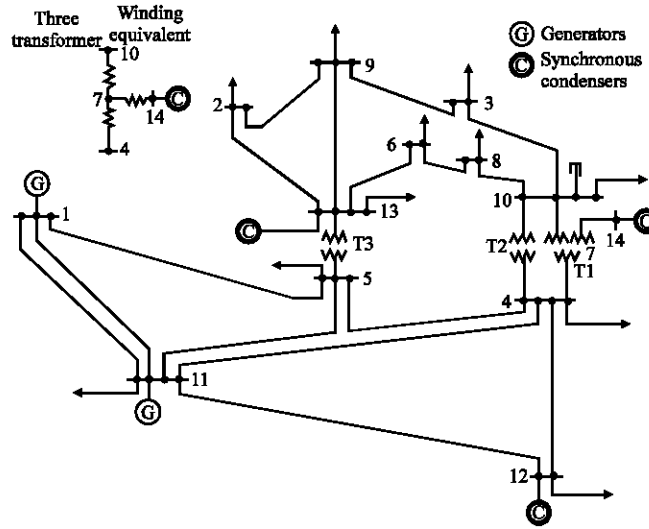 Three
transformer
Winding
equivalent
10
7
14
C
4
G Generators
C Synchronous
condensers
9
2
3
6
8
G
1
13
10
C
T3
T2
7
T1
14
C
5
4
11
G
12
C